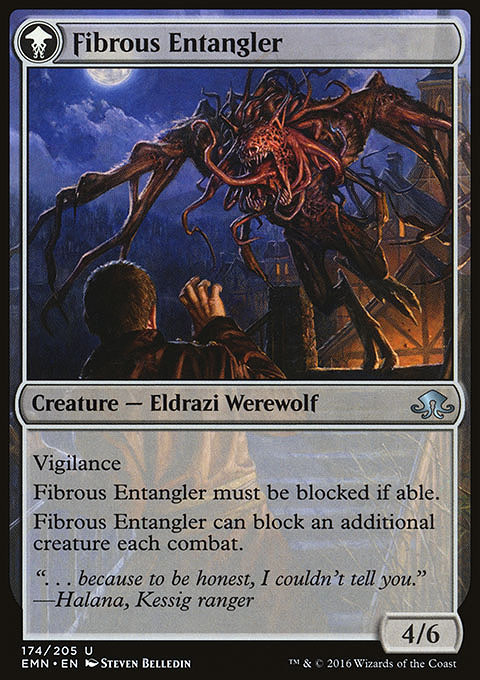 Fibrous Entangler
Creature — Eldrazi Werewolf
Vigilance
Fibrous Entangler must be blocked if able.
Fibrous Entangler can block an additional
creature each combat.
“. . . because to be honest, I couldn’t tell you.”
—Halana, Kessig ranger
4/6
174/205 U
EMN • EN Steven Belledin
™ & © 2016 Wizards of the Coast